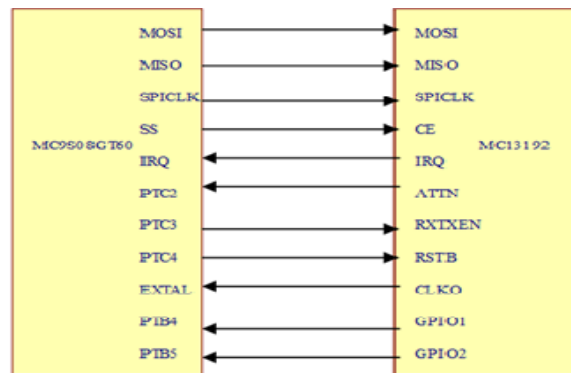 MOSI MOSI
MISO MISO
SPICLK SPICLK
SS CE
MC9S08GT60 MC13192
IRQ IRQ
PTC2 ATTN
PTC3 RXTXEN
PTC4 RSTB
EXTAL CLKO
PTB4 GPIO1
PTB5 GPIO2